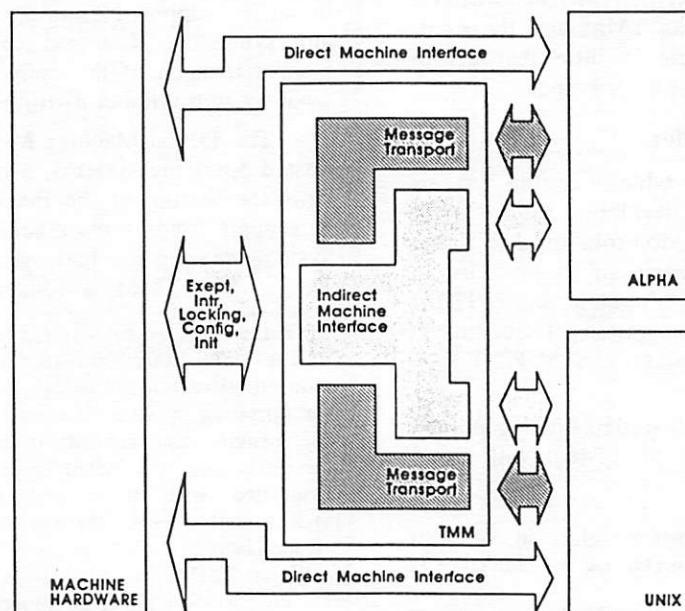 Direct Machine Interface
Message
Transport
ALPHA
Exept,
Intr,
Locking,
Config,
Init
Indirect
Machine
Interface
Message
Transport
TMM
Direct Machine Interface
MACHINE
HARDWARE
UNIX